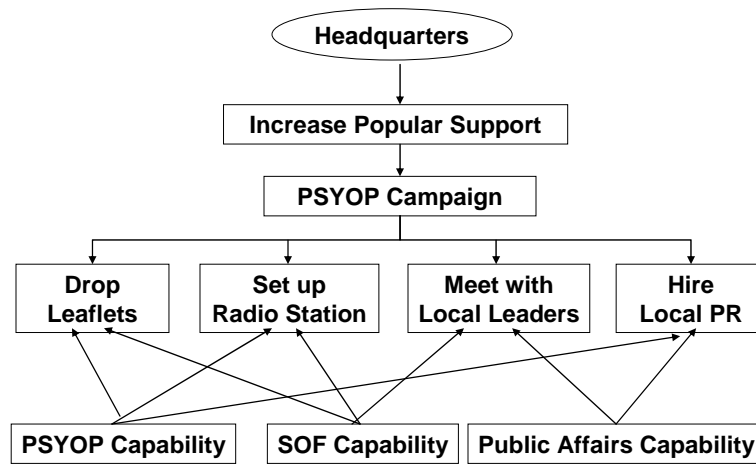 Headquarters
Increase Popular Support
PSYOP Campaign
Drop
Leaflets
Set up
Radio Station
Meet with
Local Leaders
Hire
Local PR
PSYOP Capability
SOF Capability
Public Affairs Capability